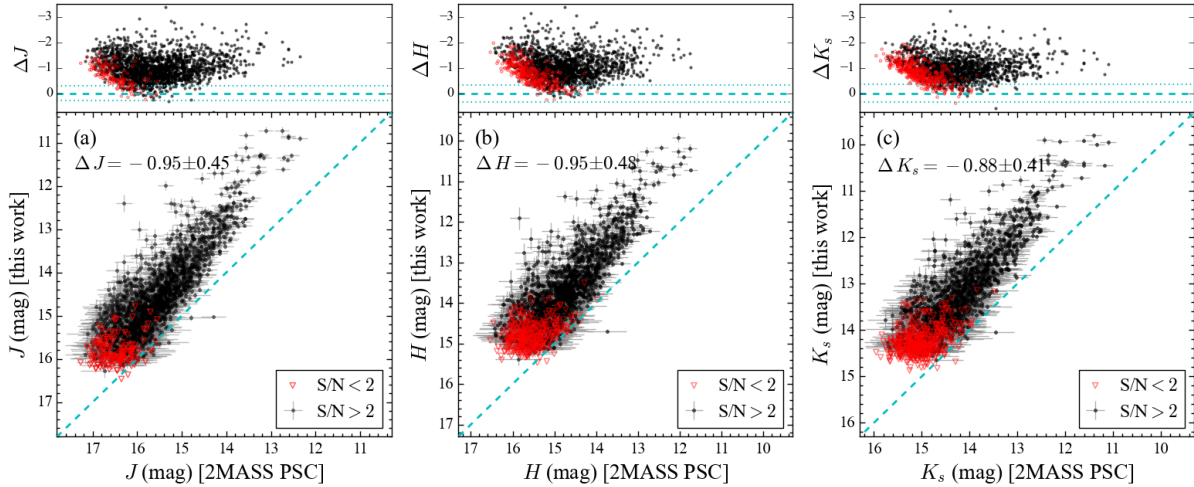 −3
−2
−1
0
ΔJ
−3
−2
−1
0
ΔH
−3
−2
−1
0
ΔK_s
(a)
ΔJ = −0.95±0.45
11
12
13
14
15
16
17
J (mag) [this work]
S/N < 2
S/N > 2
17 16 15 14 13 12 11
J (mag) [2MASS PSC]
(b)
ΔH = −0.95±0.48
10
11
12
13
14
15
16
17
H (mag) [this work]
S/N < 2
S/N > 2
17 16 15 14 13 12 11 10
H (mag) [2MASS PSC]
(c)
ΔK_s = −0.88±0.41
10
11
12
13
14
15
16
K_s (mag) [this work]
S/N < 2
S/N > 2
16 15 14 13 12 11 10
K_s (mag) [2MASS PSC]